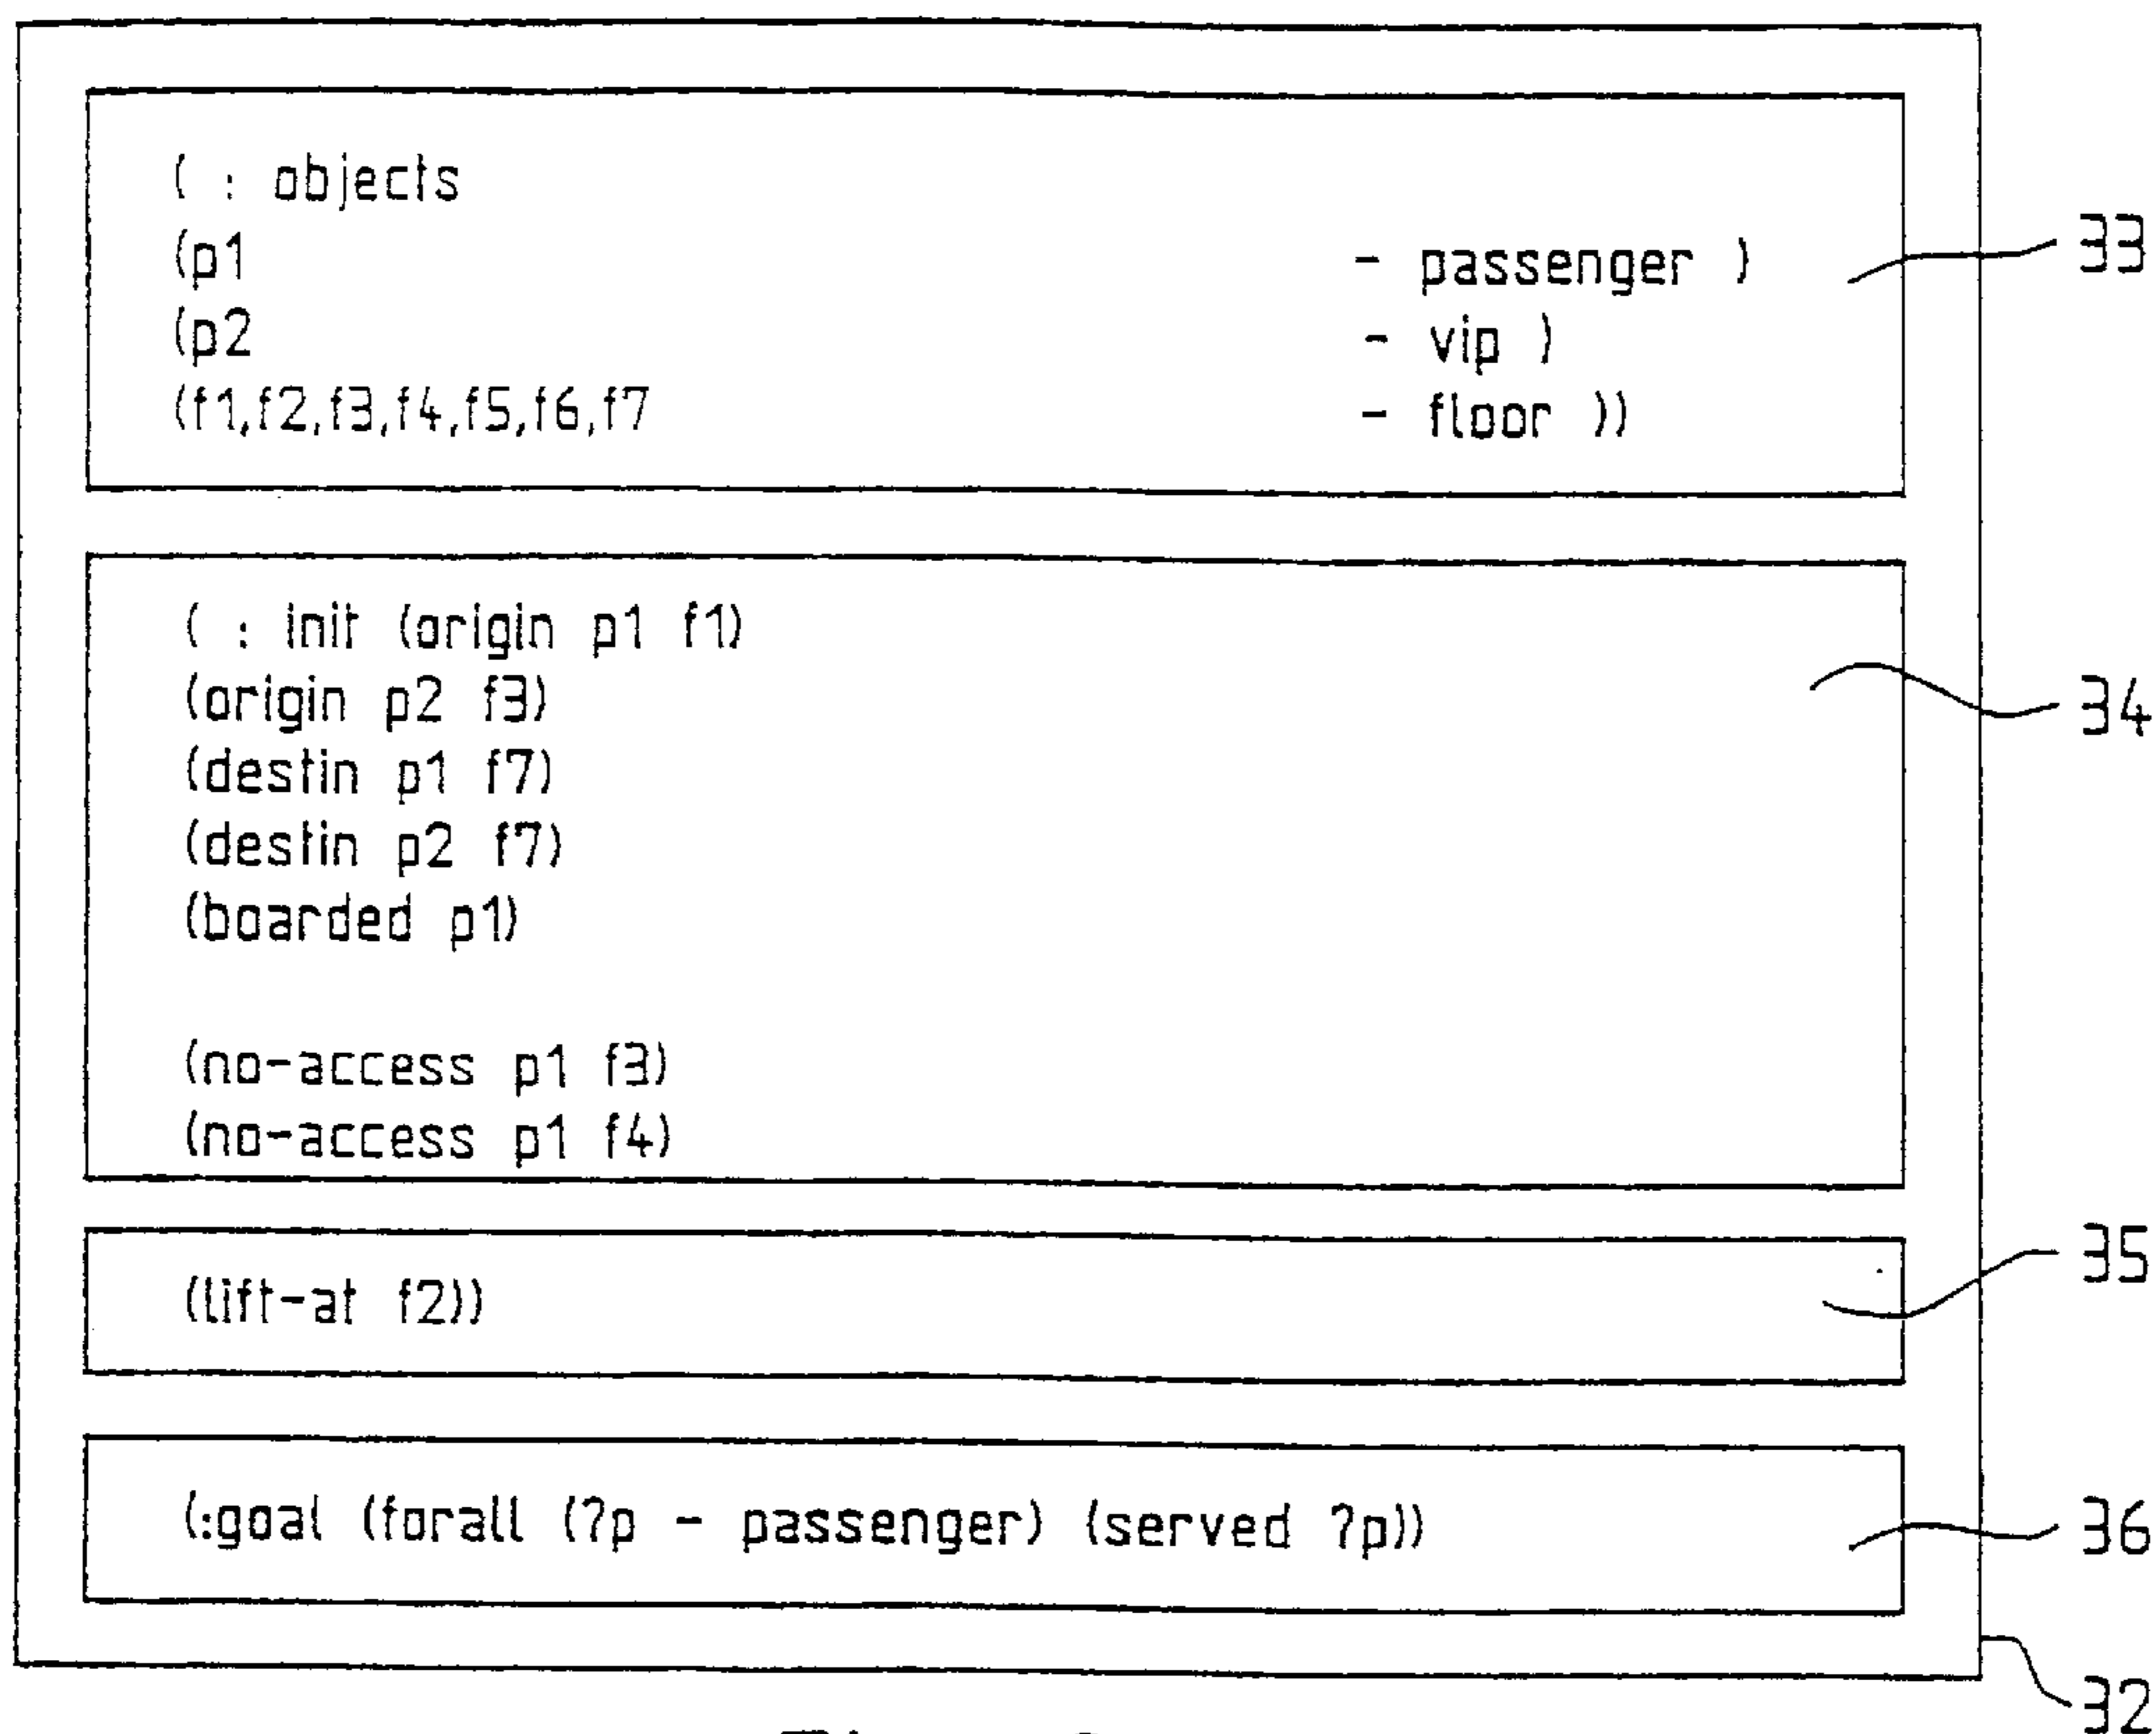 ( : objects
(p1 - passenger )
(p2 - vip )
(f1,f2,f3,f4,f5,f6,f7 - floor ))
33
( : init (origin p1 f1)
(origin p2 f3)
(destin p1 f7)
(destin p2 f7)
(boarded p1)
(no-access p1 f3)
(no-access p1 f4)
34
(lift-at f2))
35
(:goal (forall (?p - passenger) (served ?p))
36
32